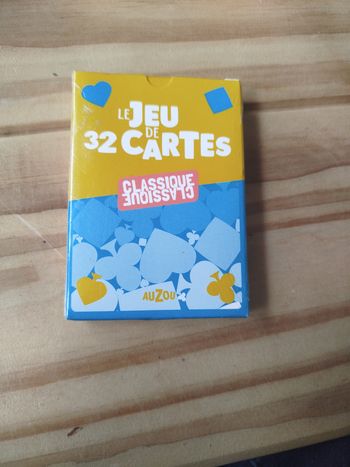 LE JEU
DE
32 CARTES
CLASSIQUE
CLASSIQUE
AUZOU